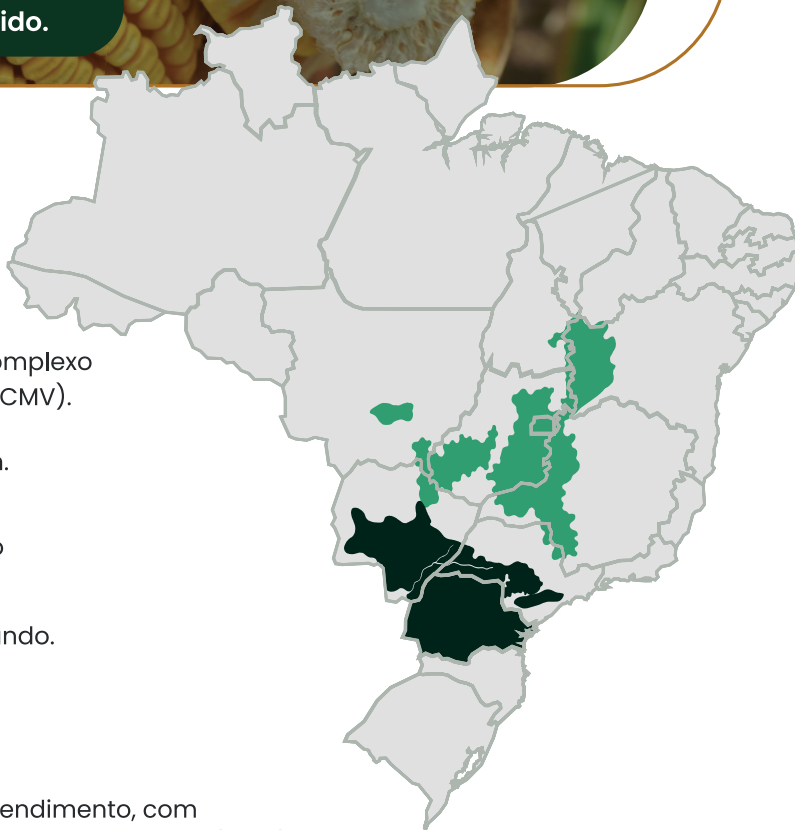 ido.
omplexo
CMV).
.
o
ndo.
endimento, com